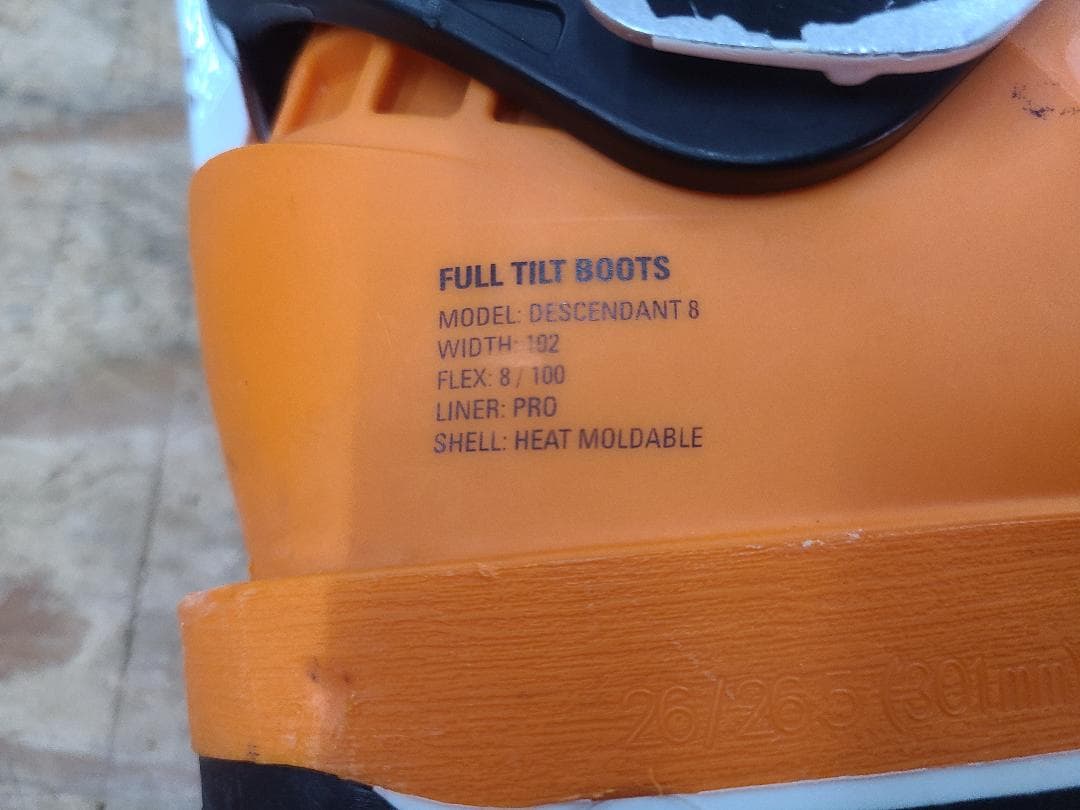 FULL TILT BOOTS
MODEL: DESCENDANT 8
WIDTH: 102
FLEX: 8 / 100
LINER: PRO
SHELL: HEAT MOLDABLE
26/26.5 (301mm)